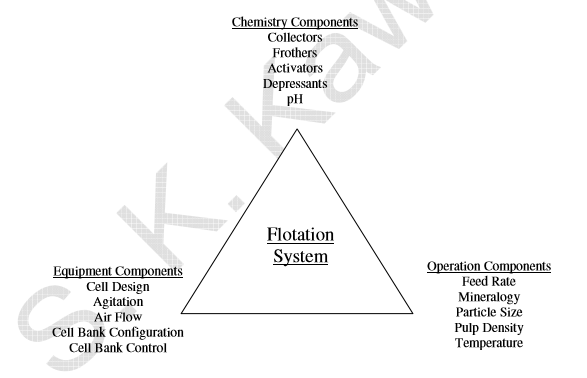 Chemistry Components
Collectors
Frothers
Activators
Depressants
pH
Flotation
System
Equipment Components
Cell Design
Agitation
Air Flow
Cell Bank Configuration
Cell Bank Control
Operation Components
Feed Rate
Mineralogy
Particle Size
Pulp Density
Temperature
S. K. Kaw